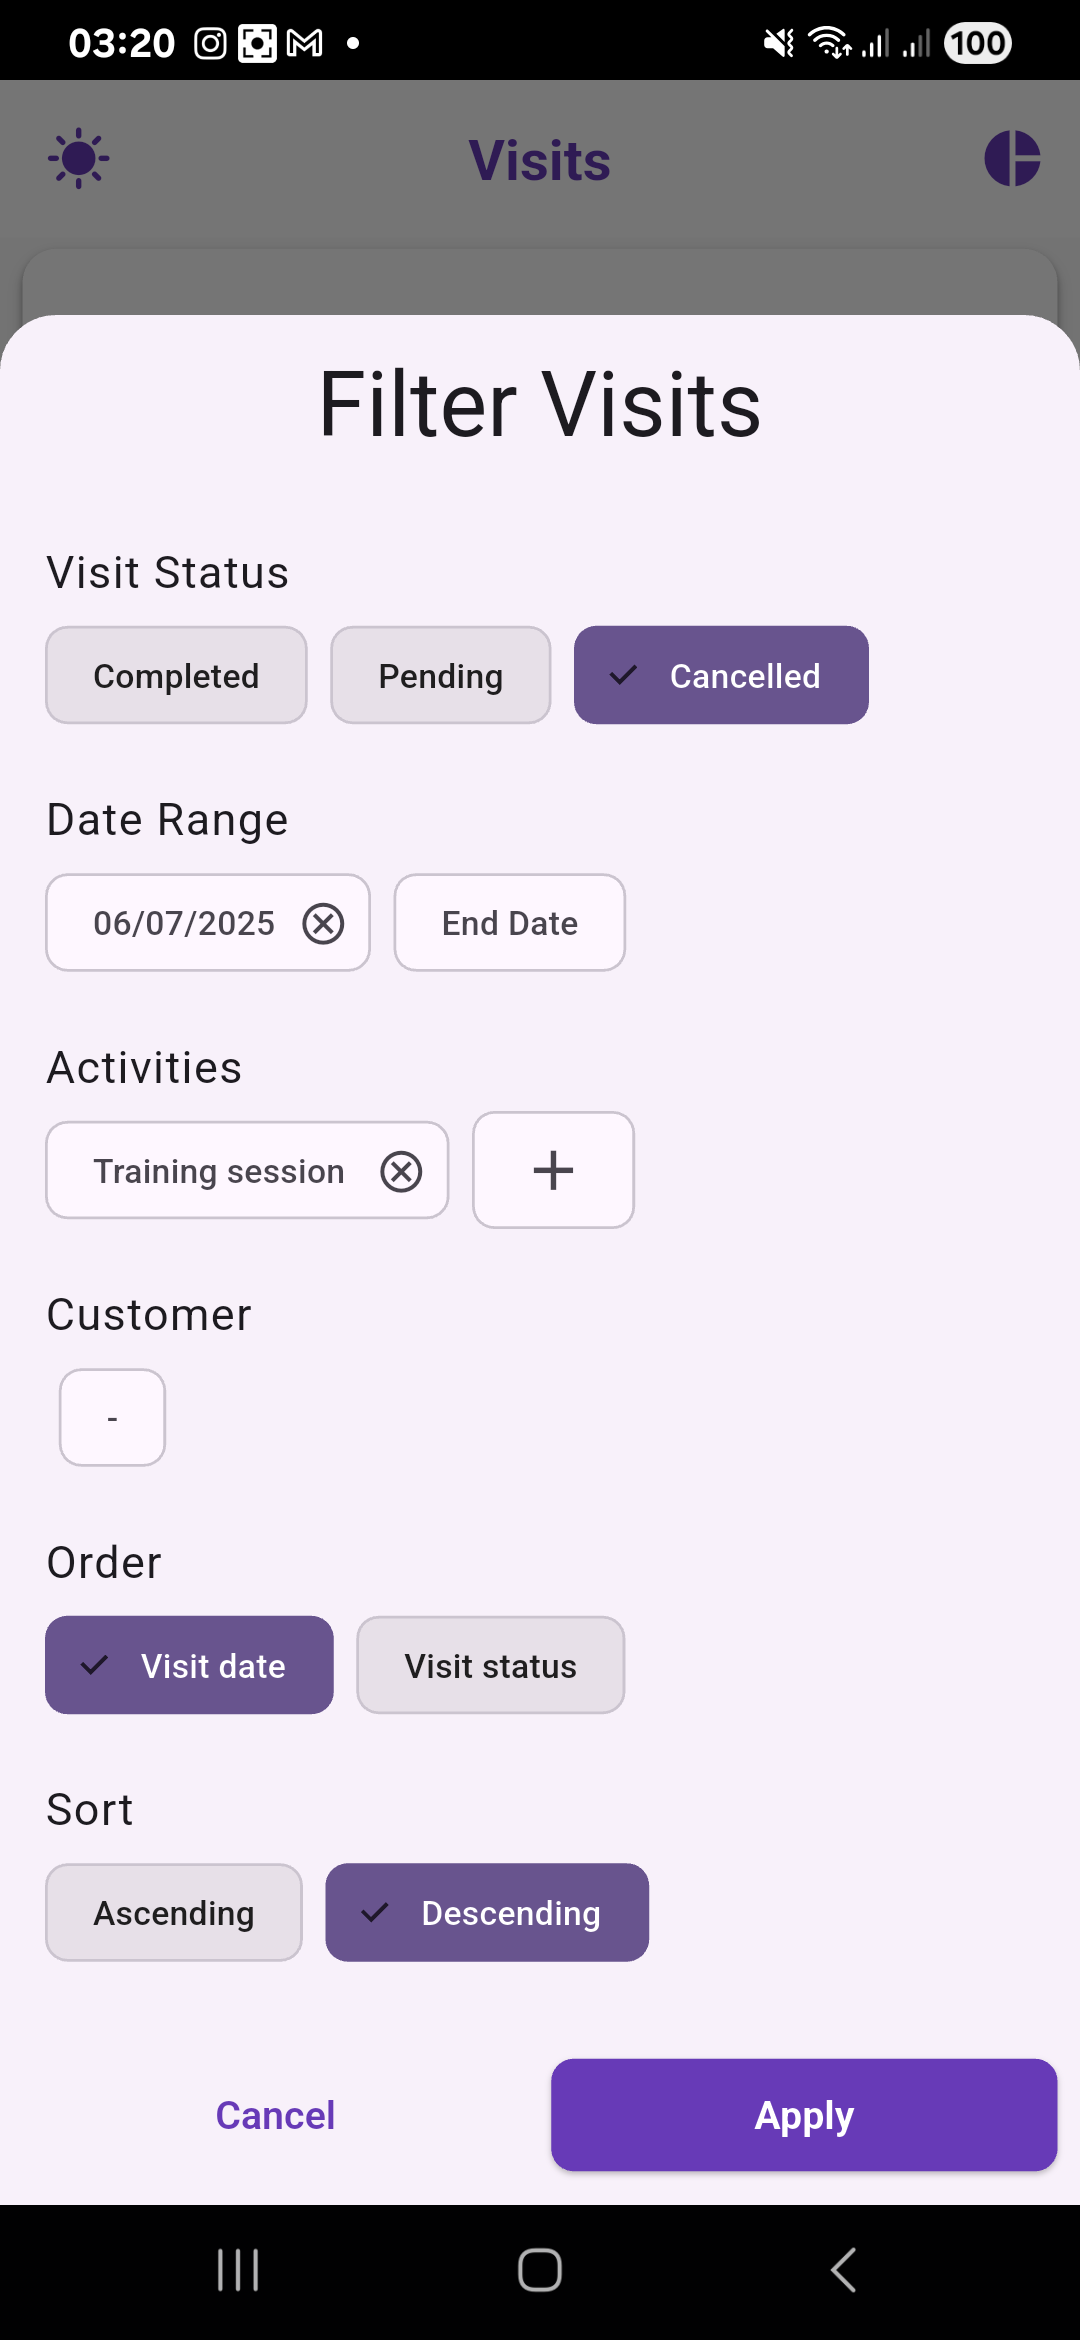 03:20 100
Visits
Filter Visits
Visit Status
Completed Pending Cancelled
Date Range
06/07/2025 End Date
Activities
Training session
Customer
-
Order
Visit date Visit status
Sort
Ascending Descending
Cancel Apply